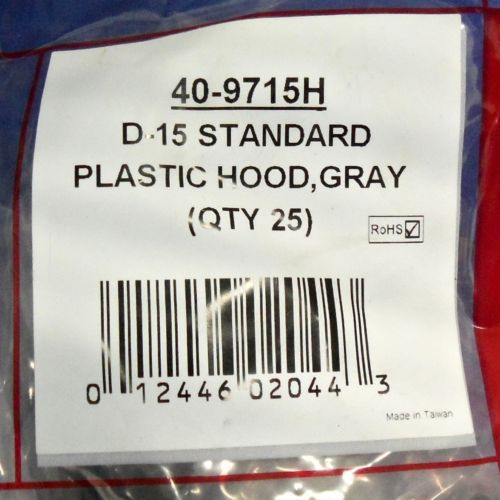 40-9715H
D-15 STANDARD
PLASTIC HOOD,GRAY
(QTY 25)
RoHS
0 12446 02044 3
Made in Taiwan